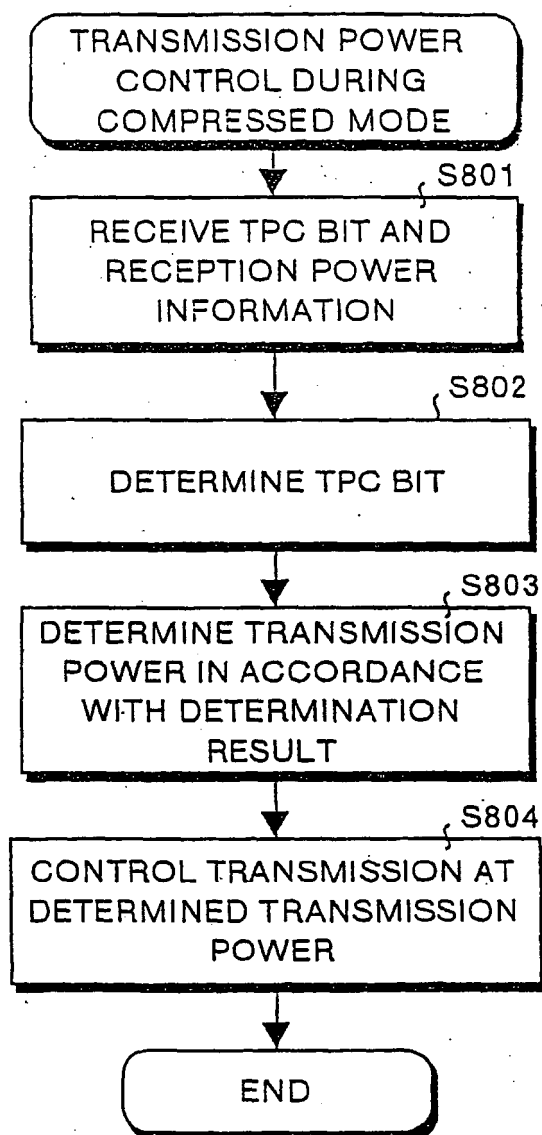 TRANSMISSION POWER
CONTROL DURING
COMPRESSED MODE
S801
RECEIVE TPC BIT AND
RECEPTION POWER
INFORMATION
S802
DETERMINE TPC BIT
S803
DETERMINE TRANSMISSION
POWER IN ACCORDANCE
WITH DETERMINATION
RESULT
S804
CONTROL TRANSMISSION AT
DETERMINED TRANSMISSION
POWER
END